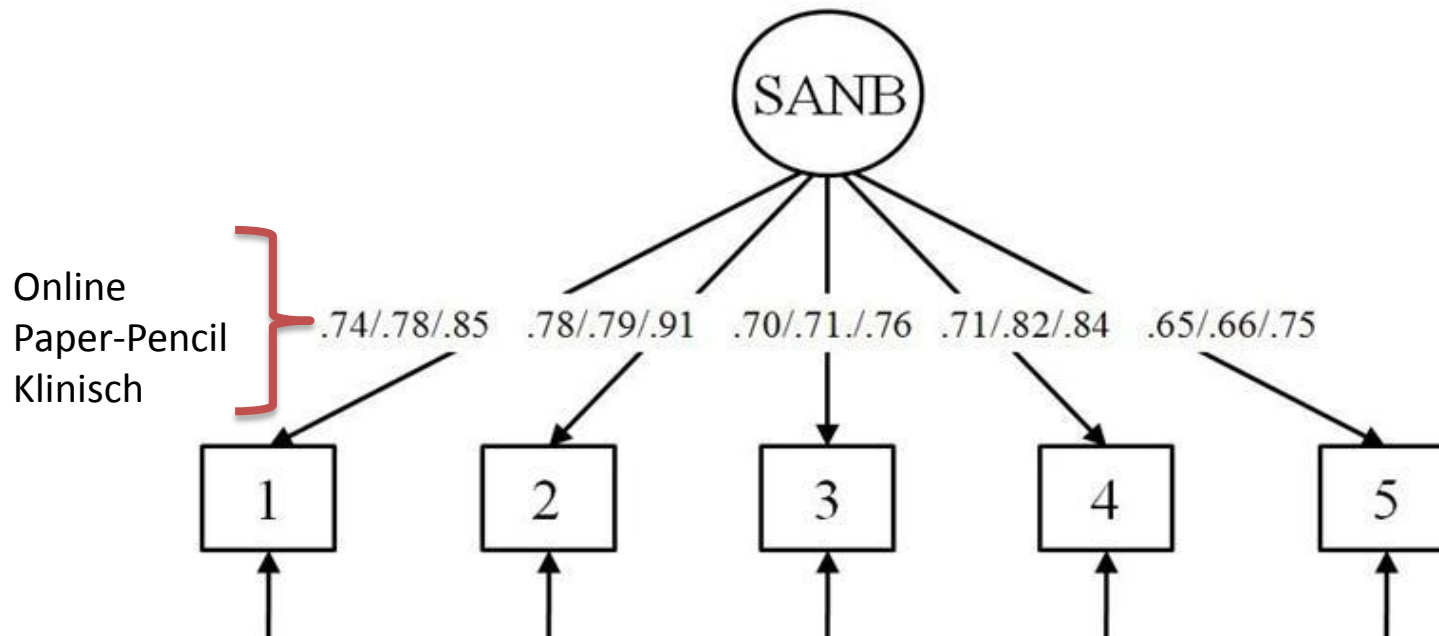 SANB
Online
Paper-Pencil
Klinisch
.74/.78/.85 .78/.79/.91 .70/.71./.76 .71/.82/.84 .65/.66/.75
1 2 3 4 5